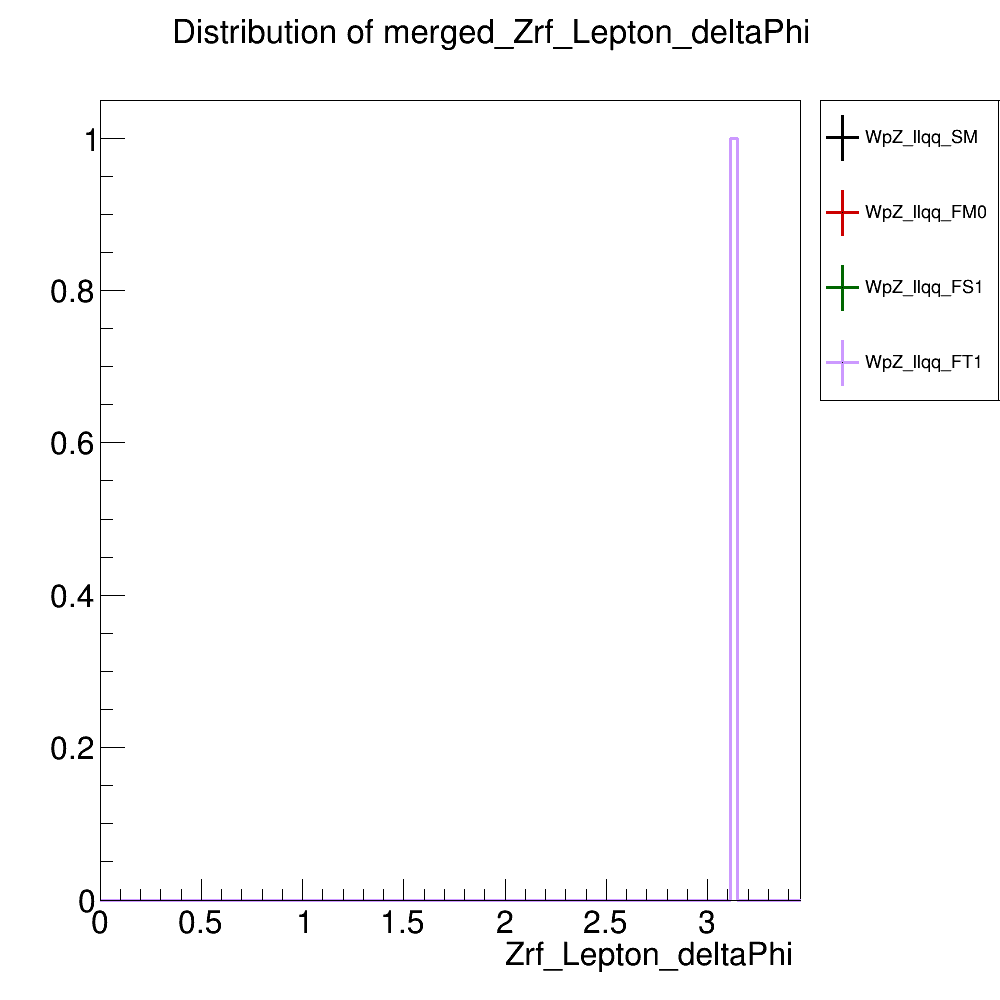 Distribution of merged_Zrf_Lepton_deltaPhi
1
0.8
0.6
0.4
0.2
0
0 0.5 1 1.5 2 2.5 3
Zrf_Lepton_deltaPhi
WpZ_llqq_SM
WpZ_llqq_FM0
WpZ_llqq_FS1
WpZ_llqq_FT1